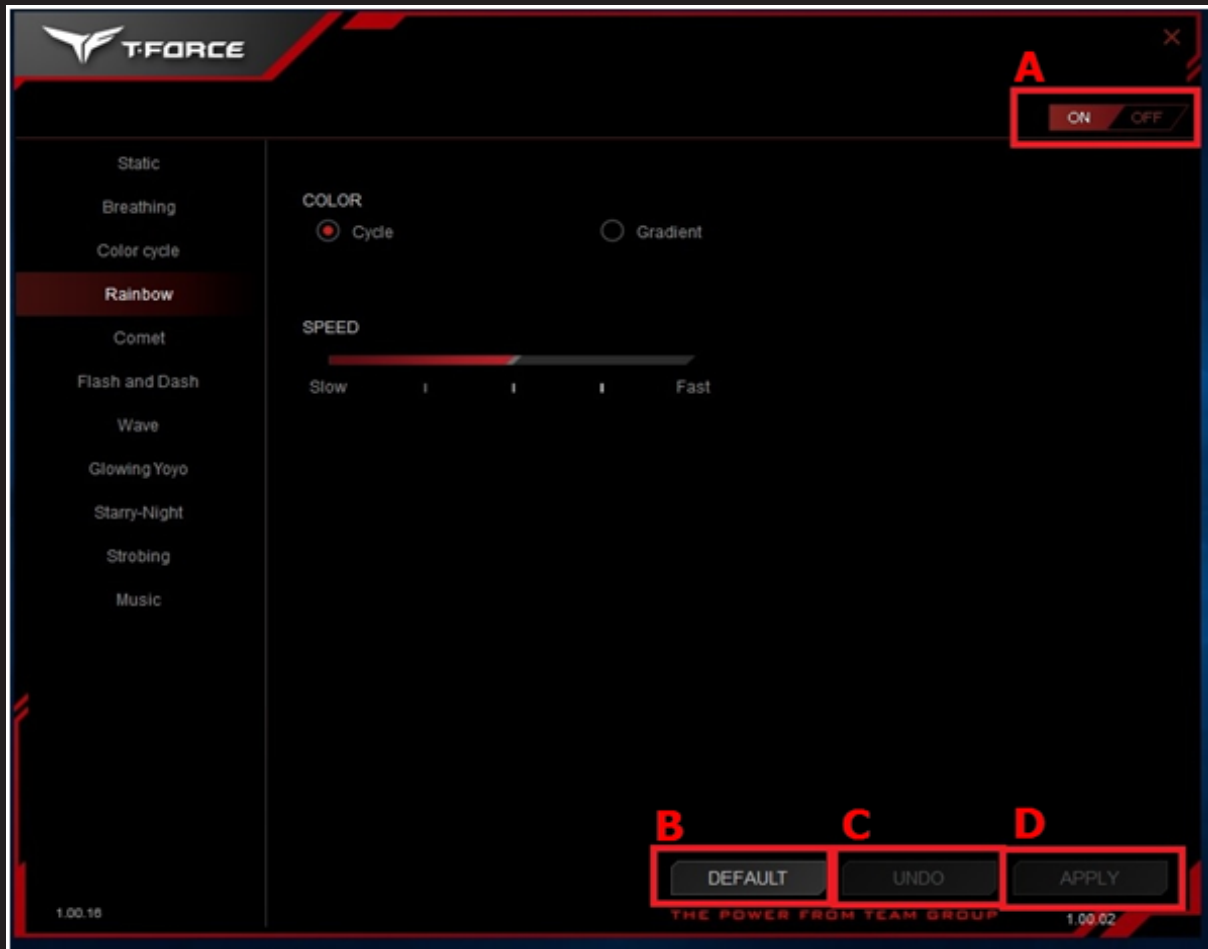 T-FORCE
A
ON OFF
Static
Breathing
Color cycle
Rainbow
Comet
Flash and Dash
Wave
Glowing Yoyo
Starry-Night
Strobing
Music
COLOR
Cycle Gradient
SPEED
Slow Fast
B C D
DEFAULT UNDO APPLY
THE POWER FROM TEAM GROUP
1.00.16 1.00.02